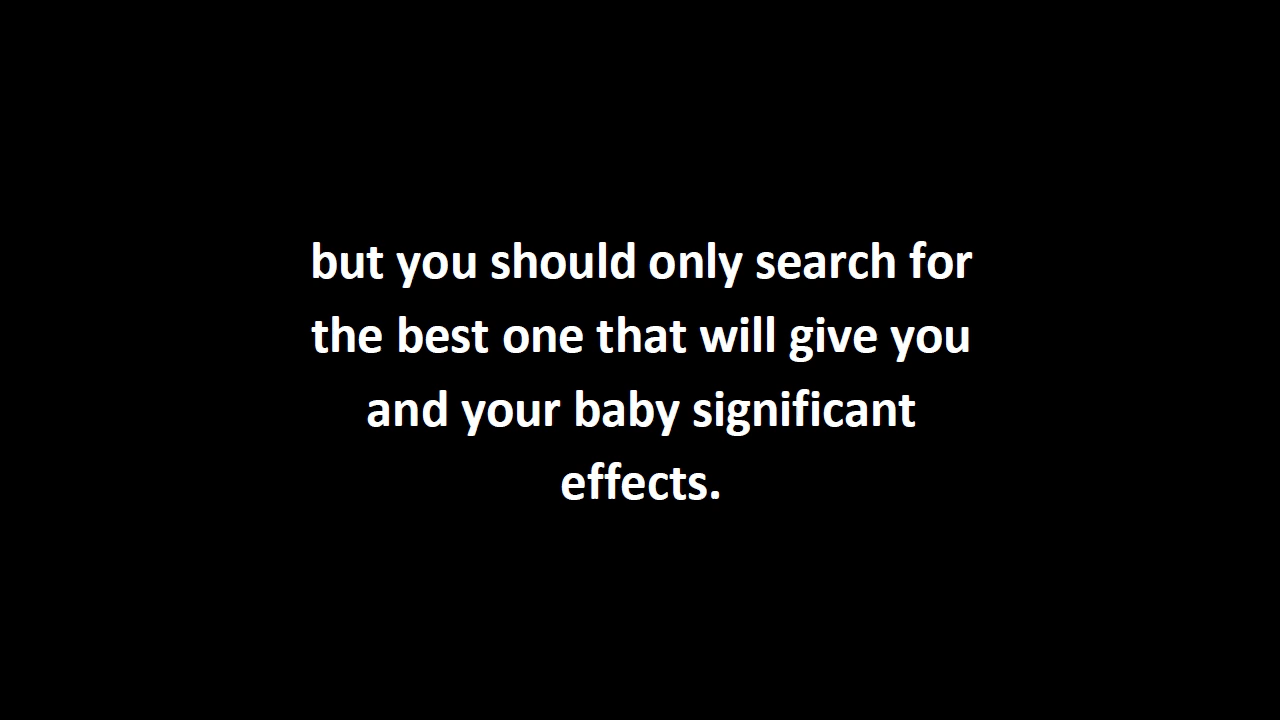 but you should only search for
the best one that will give you
and your baby significant
effects.